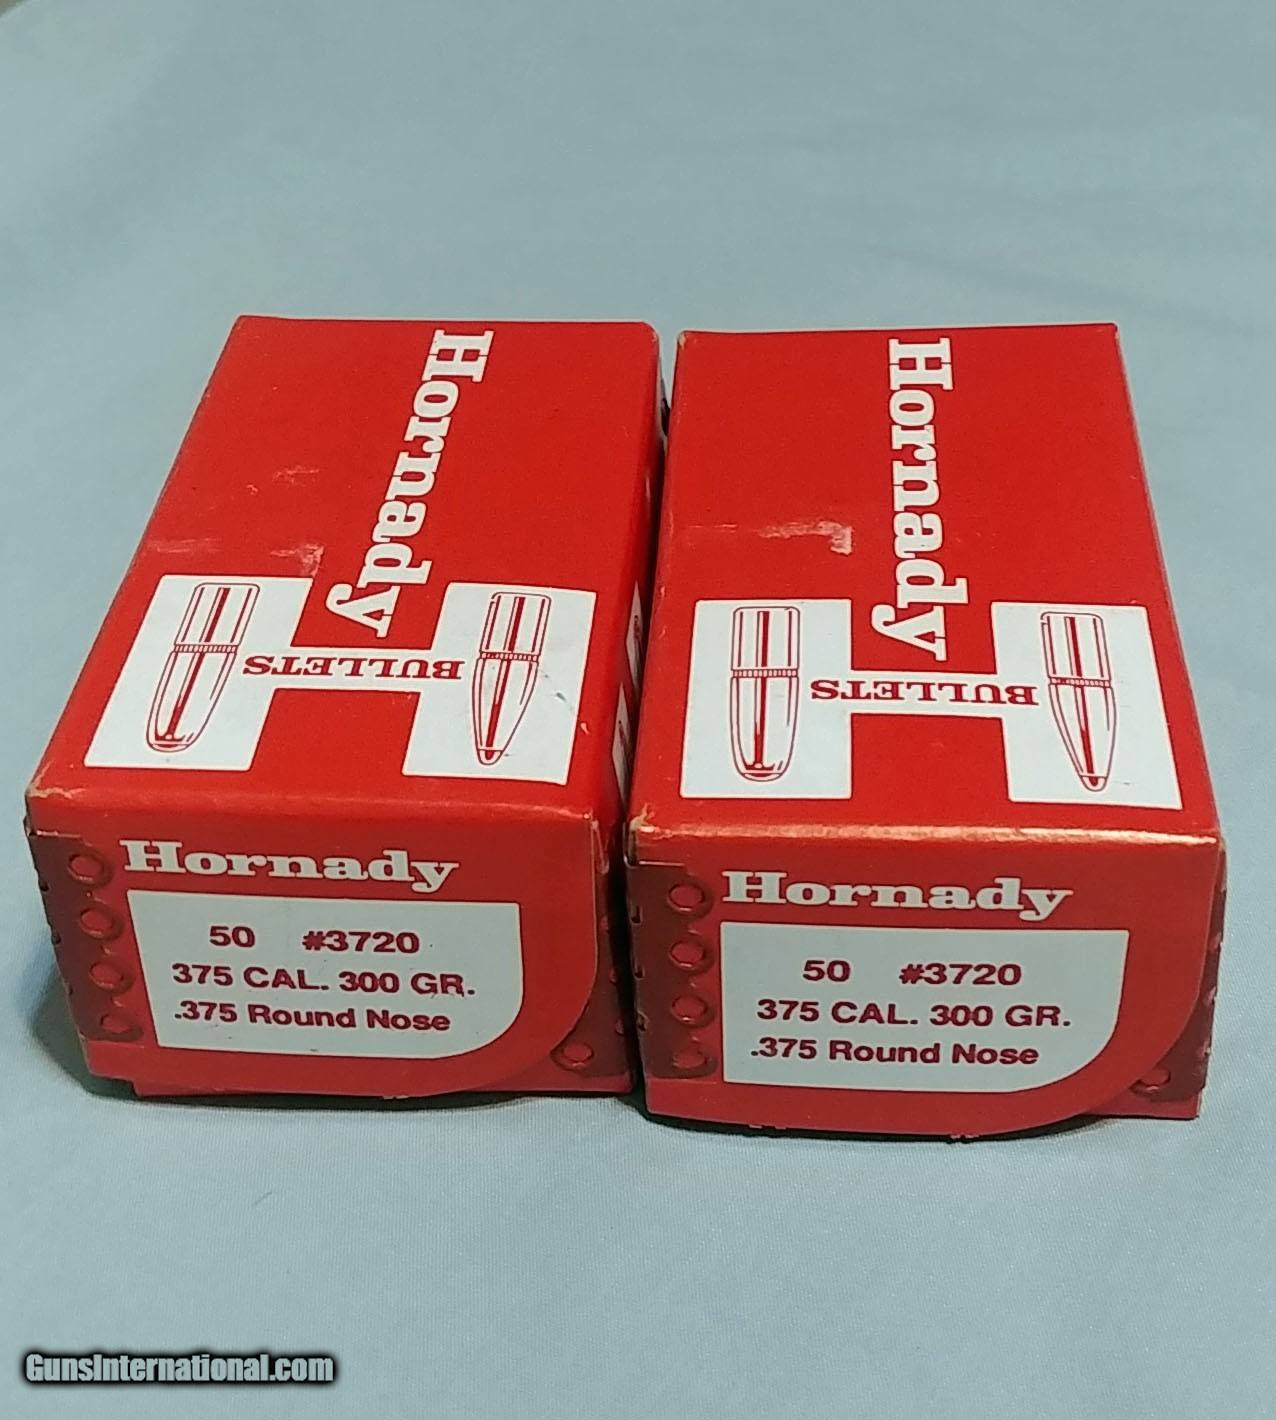 Hornady
BULLETS
Hornady
50 #3720
375 CAL. 300 GR.
.375 Round Nose
Hornady
BULLETS
Hornady
50 #3720
375 CAL. 300 GR.
.375 Round Nose
GunsInternational.com